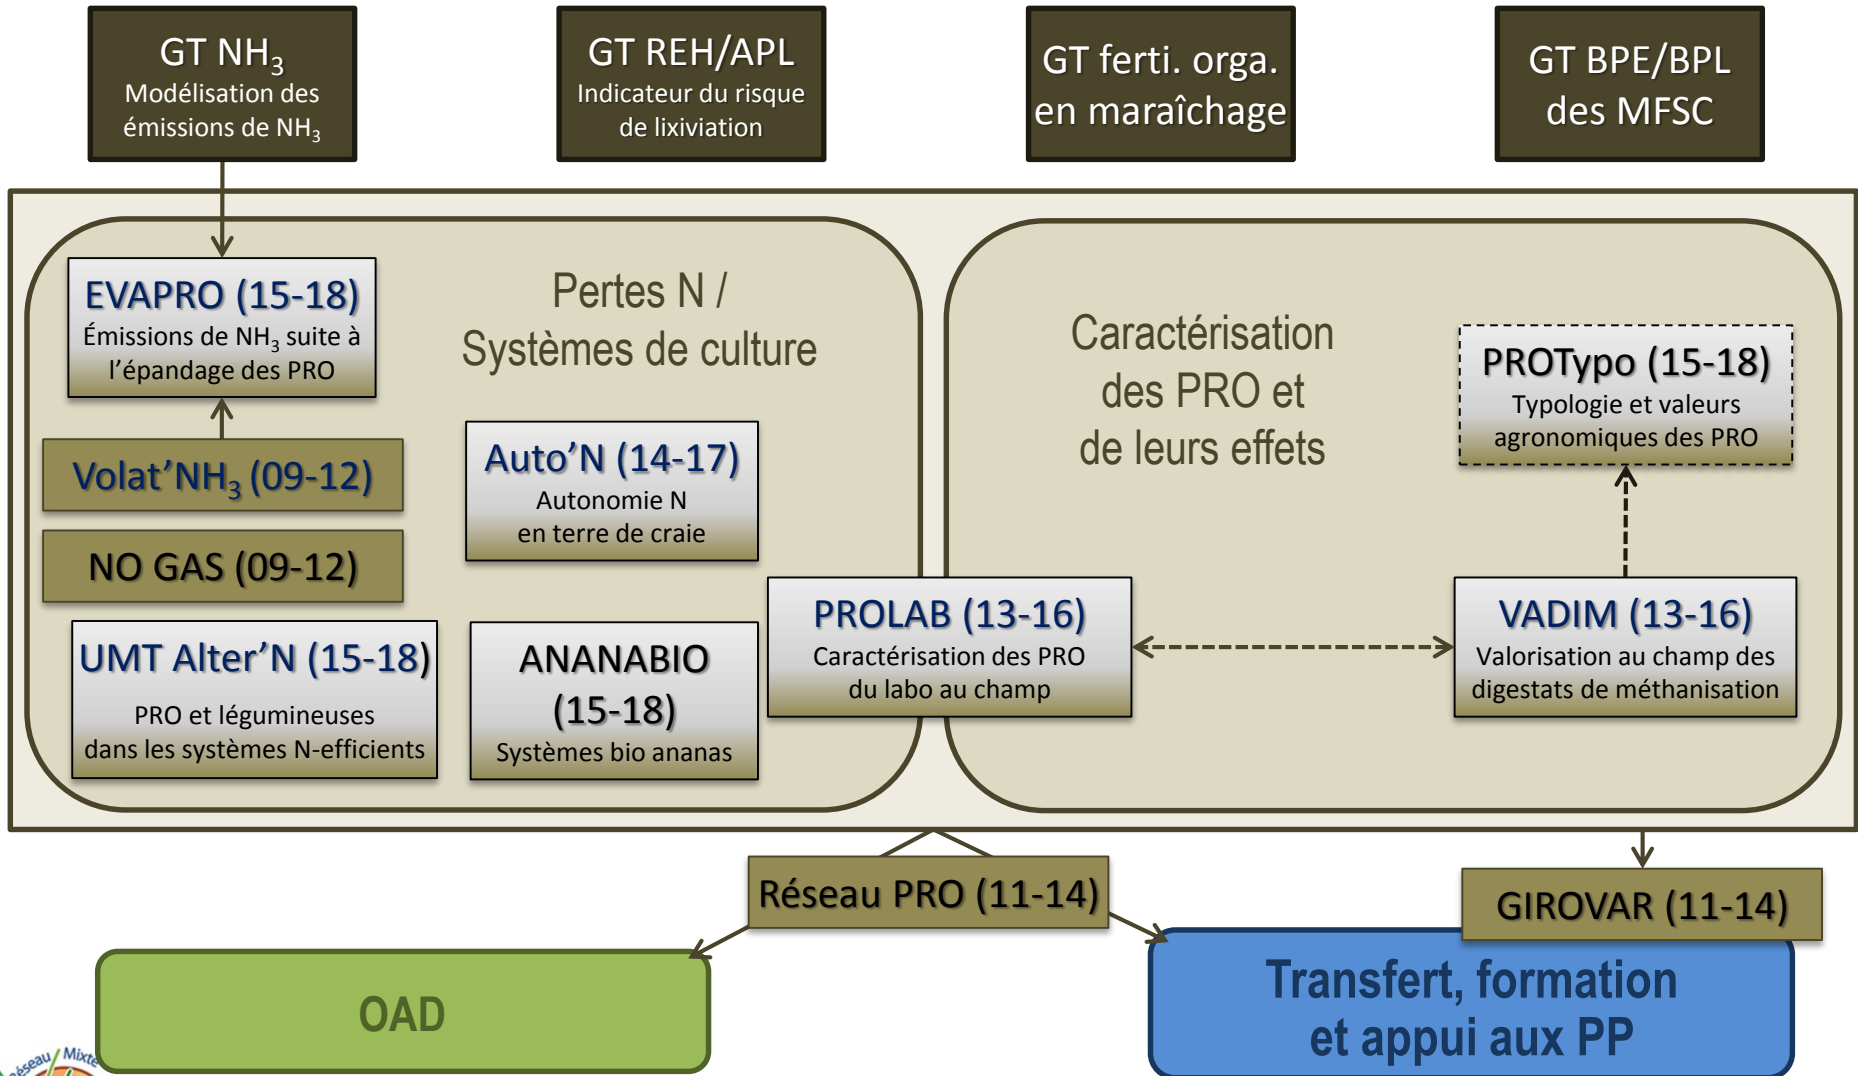 GT NH₃
Modélisation des
émissions de NH₃
GT REH/APL
Indicateur du risque
de lixiviation
GT ferti. orga.
en maraîchage
GT BPE/BPL
des MFSC
Pertes N /
Systèmes de culture
EVAPRO (15-18)
Émissions de NH₃ suite à
l’épandage des PRO
Volat’NH₃ (09-12)
NO GAS (09-12)
UMT Alter’N (15-18)
PRO et légumineuses
dans les systèmes N-efficients
Auto’N (14-17)
Autonomie N
en terre de craie
ANANABIO
(15-18)
Systèmes bio ananas
PROLAB (13-16)
Caractérisation des PRO
du labo au champ
Caractérisation
des PRO et
de leurs effets
PROTypo (15-18)
Typologie et valeurs
agronomiques des PRO
VADIM (13-16)
Valorisation au champ des
digestats de méthanisation
Réseau PRO (11-14)
GIROVAR (11-14)
OAD
Transfert, formation
et appui aux PP
Réseau Mixte